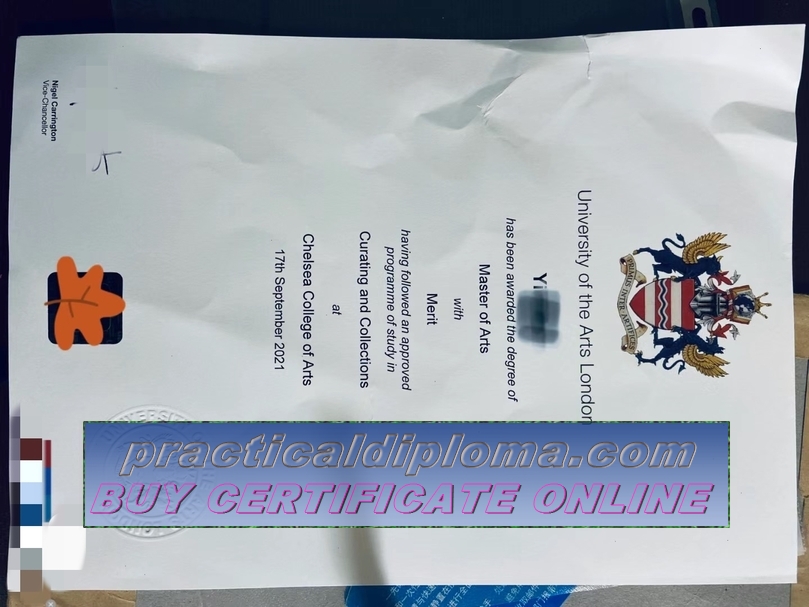 University of the Arts London
Yi
has been awarded the degree of
Master of Arts
with
Merit
having followed an approved
programme of study in
Curating and Collections
at
Chelsea College of Arts
17th September 2021
Nigel Carrington
Vice-Chancellor
practicaldiploma.com
BUY CERTIFICATE ONLINE